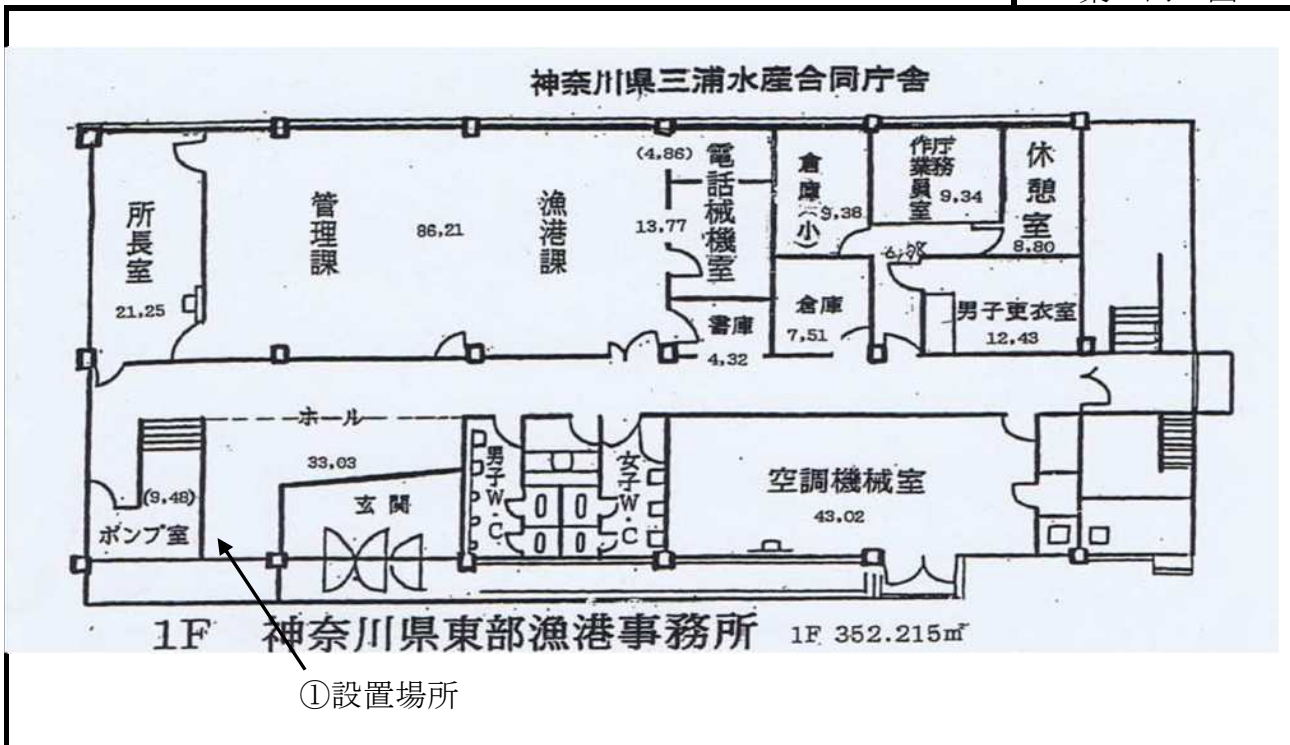 神奈川県三浦水産合同庁舎
所長室
21,25
管理課
86,21
漁港課
(4,86)
13,77
電話械機室
倉庫(小)
9,38
庁務
作業員室
9,34
休憩室
8,80
書庫
4,32
倉庫
7,51
男子更衣室
12,43
ホール
33,03
(9,48)
ポンプ室
玄関
男子W・C
女子W・C
空調機械室
43,02
1F 神奈川県東部漁港事務所 1F 352.215㎡
①設置場所